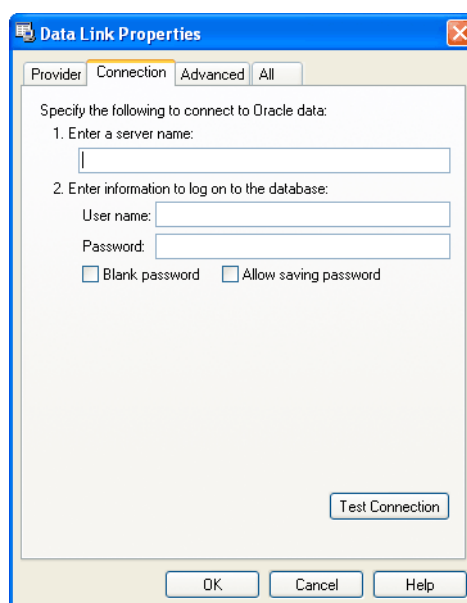 Data Link Properties
Provider Connection Advanced All
Specify the following to connect to Oracle data:
1. Enter a server name:
2. Enter information to log on to the database:
User name:
Password:
Blank password Allow saving password
Test Connection
OK Cancel Help